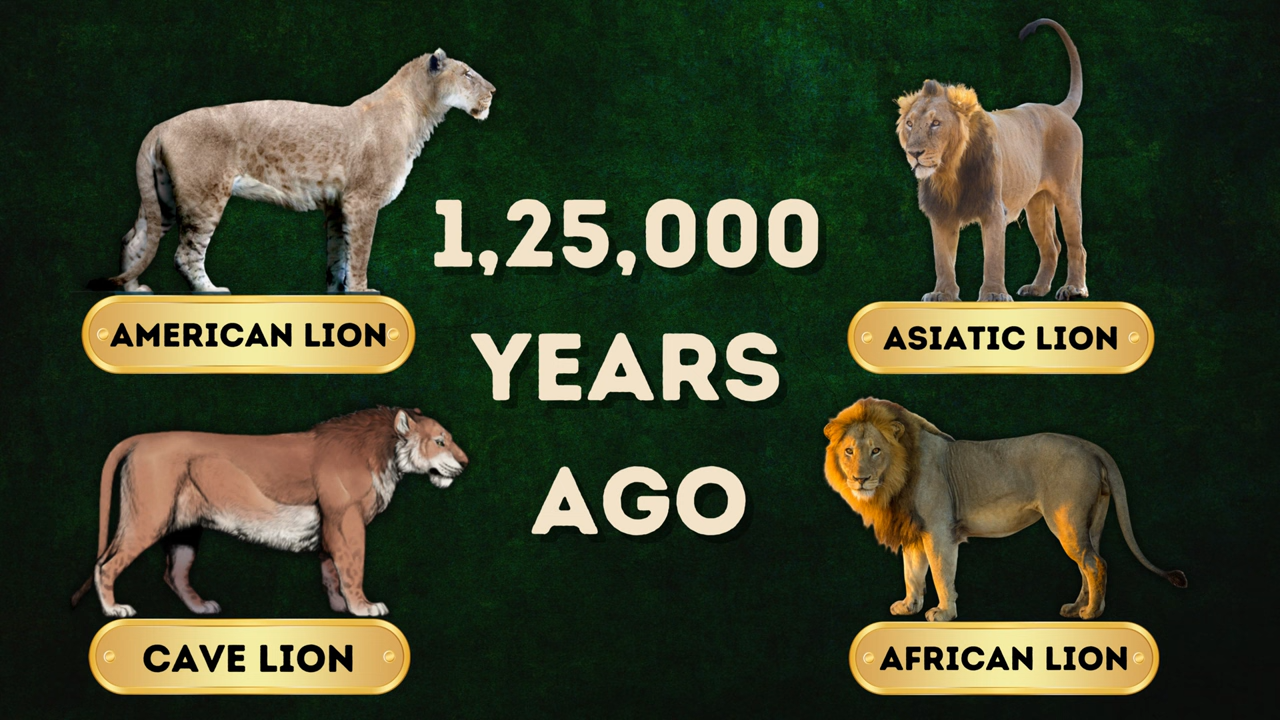 AMERICAN LION
CAVE LION
1,25,000
YEARS
AGO
ASIATIC LION
AFRICAN LION